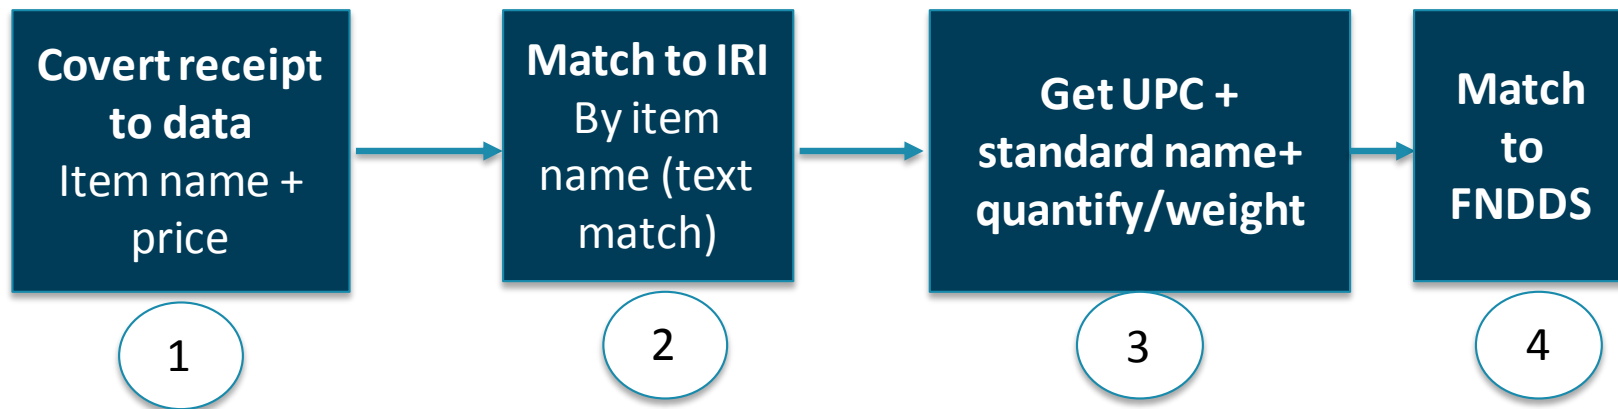 Covert receipt
to data
Item name +
price
Match to IRI
By item
name (text
match)
Get UPC +
standard name+
quantify/weight
Match
to
FNDDS
1
2
3
4